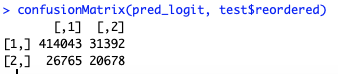 > confusionMatrix(pred_logit, test$reordered)
[,1] [,2]
[1,] 414043 31392
[2,] 26765 20678